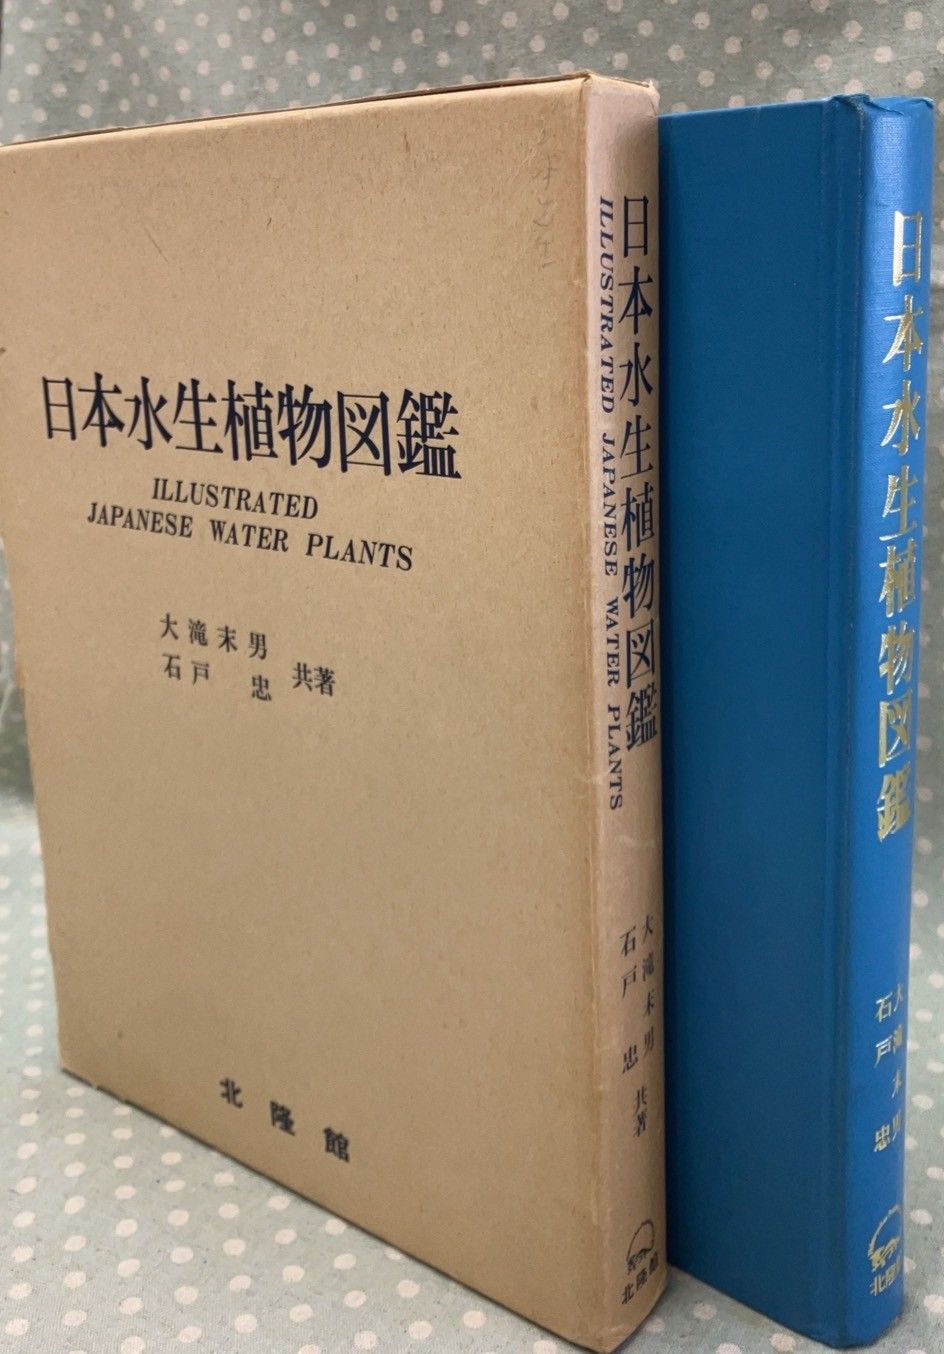 日本水生植物図鑑
ILLUSTRATED
JAPANESE WATER PLANTS
大滝末男
石戸 忠
共著
北隆館
日本水生植物図鑑
ILLUSTRATED JAPANESE WATER PLANTS
大滝末男
石戸 忠
共著
北隆館
日本水生植物図鑑
大滝末男
石戸 忠
北隆館